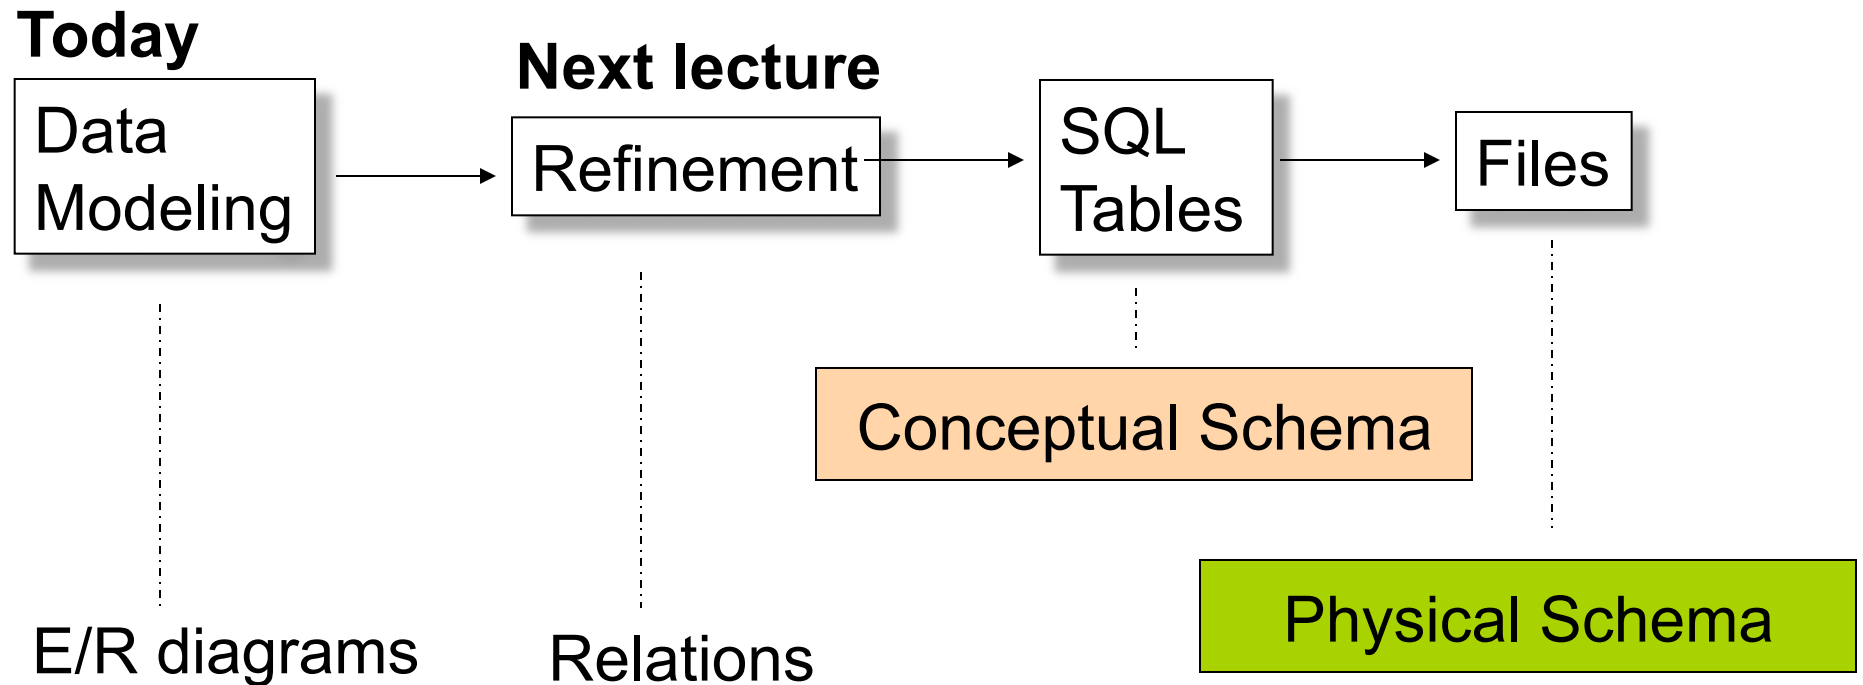 Today
Data
Modeling
Next lecture
Refinement
SQL
Tables
Files
Conceptual Schema
Physical Schema
E/R diagrams
Relations